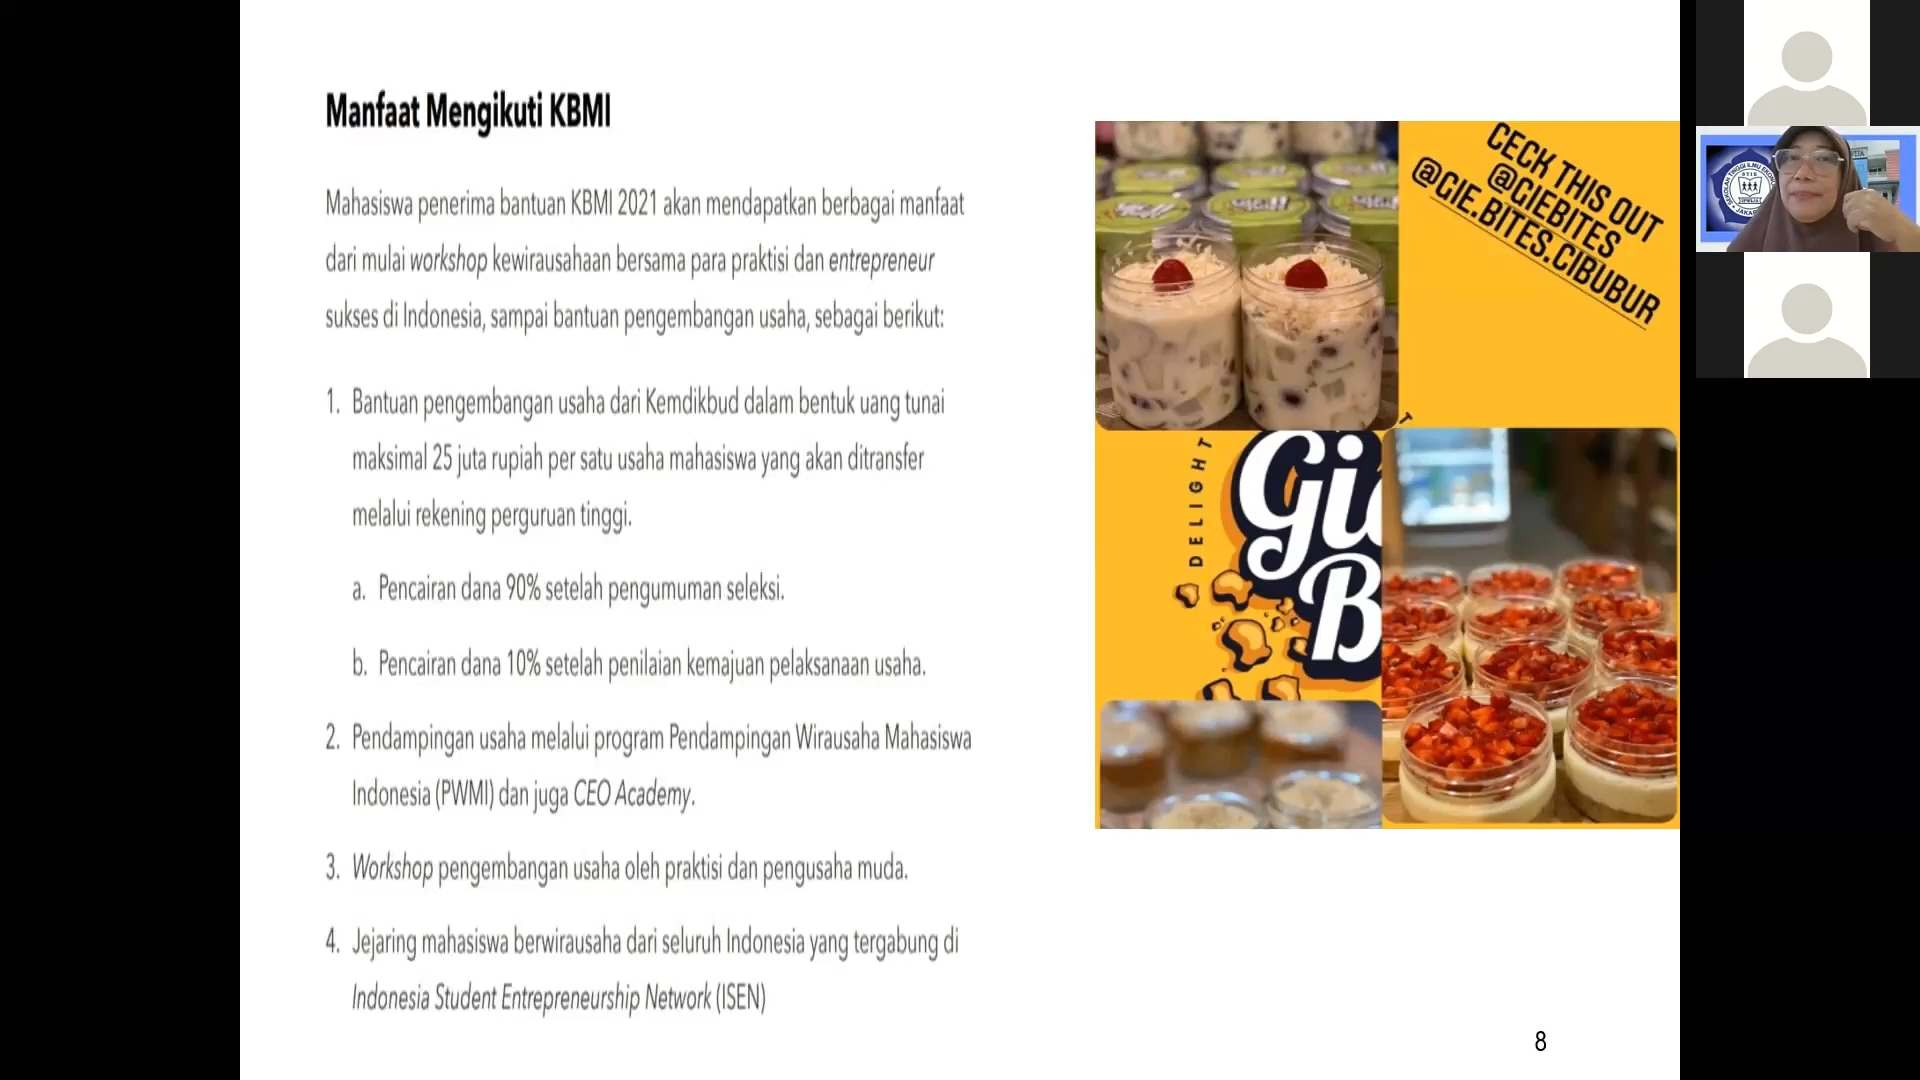 Manfaat Mengikuti KBMI
Mahasiswa penerima bantuan KBMI 2021 akan mendapatkan berbagai manfaat
dari mulai workshop kewirausahaan bersama para praktisi dan entrepreneur
sukses di Indonesia, sampai bantuan pengembangan usaha, sebagai berikut:
1. Bantuan pengembangan usaha dari Kemdikbud dalam bentuk uang tunai
maksimal 25 juta rupiah per satu usaha mahasiswa yang akan ditransfer
melalui rekening perguruan tinggi.
a. Pencairan dana 90% setelah pengumuman seleksi.
b. Pencairan dana 10% setelah penilaian kemajuan pelaksanaan usaha.
2. Pendampingan usaha melalui program Pendampingan Wirausaha Mahasiswa
Indonesia (PWMI) dan juga CEO Academy.
3. Workshop pengembangan usaha oleh praktisi dan pengusaha muda.
4. Jejaring mahasiswa berwirausaha dari seluruh Indonesia yang tergabung di
Indonesia Student Entrepreneurship Network (ISEN)
CECK THIS OUT
@GIEBITES
@GIE.BITES.CIBUBUR
DELIGHT
T
Gi
B
8